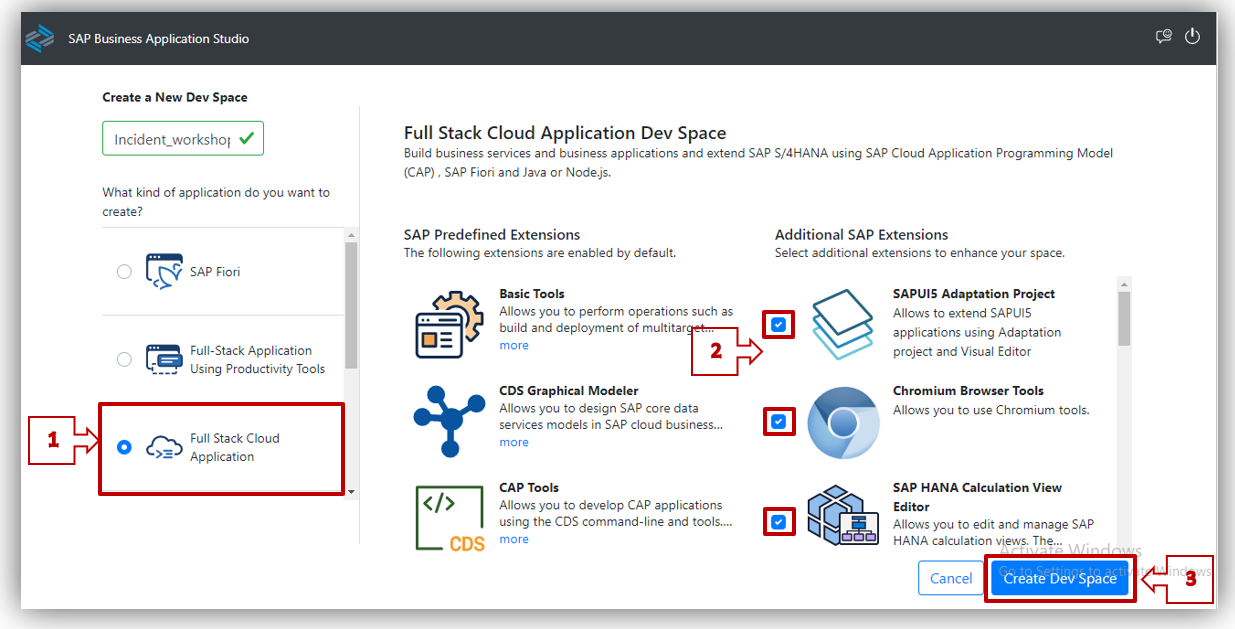 SAP Business Application Studio
Create a New Dev Space
Incident_workshop
What kind of application do you want to
create?
SAP Fiori
Full-Stack Application
Using Productivity Tools
1
Full Stack Cloud
Application
Full Stack Cloud Application Dev Space
Build business services and business applications and extend SAP S/4HANA using SAP Cloud Application Programming Model
(CAP) , SAP Fiori and Java or Node.js.
SAP Predefined Extensions
The following extensions are enabled by default.
Basic Tools
Allows you to perform operations such as
build and deployment of multitarget...
more
CDS Graphical Modeler
Allows you to design SAP core data
services models in SAP cloud business...
more
CAP Tools
Allows you to develop CAP applications
using the CDS command-line and tools....
more
</>
CDS
Additional SAP Extensions
Select additional extensions to enhance your space.
2
SAPUI5 Adaptation Project
Allows to extend SAPUI5
applications using Adaptation
project and Visual Editor
Chromium Browser Tools
Allows you to use Chromium tools.
SAP HANA Calculation View
Editor
Allows you to edit and manage SAP
HANA calculation views. The...
Activate Windows
Go to Settings to activate Windows
Cancel
Create Dev Space
3